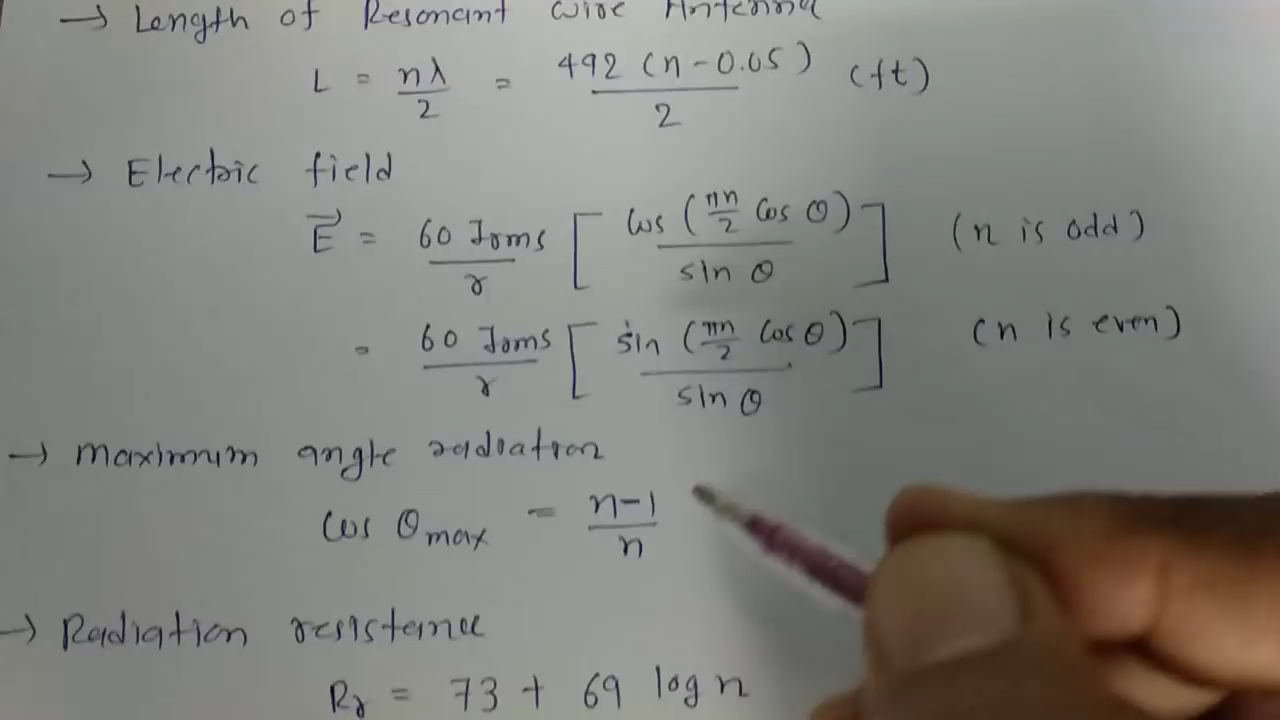 → Length of Resonant Wire Antenna
L = nλ/2 = 492 (n-0.05)/2 (ft)
→ Electric field
E⃗ = 60 Irms/r [cos (πn/2 cos θ)/sin θ] (n is odd)
= 60 Irms/r [sin (πn/2 cos θ)/sin θ] (n is even)
→ Maximum angle radiation
cos θmax = n-1/n
→ Radiation resistance
Rr = 73 + 69 log n